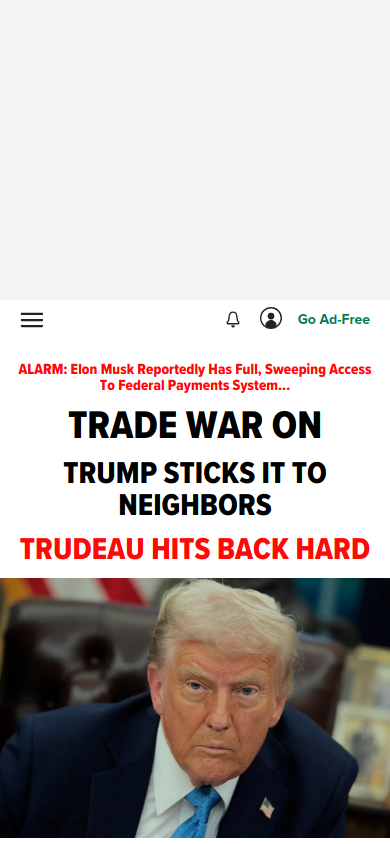 Go Ad-Free
ALARM: Elon Musk Reportedly Has Full, Sweeping Access
To Federal Payments System...
TRADE WAR ON
TRUMP STICKS IT TO
NEIGHBORS
TRUDEAU HITS BACK HARD